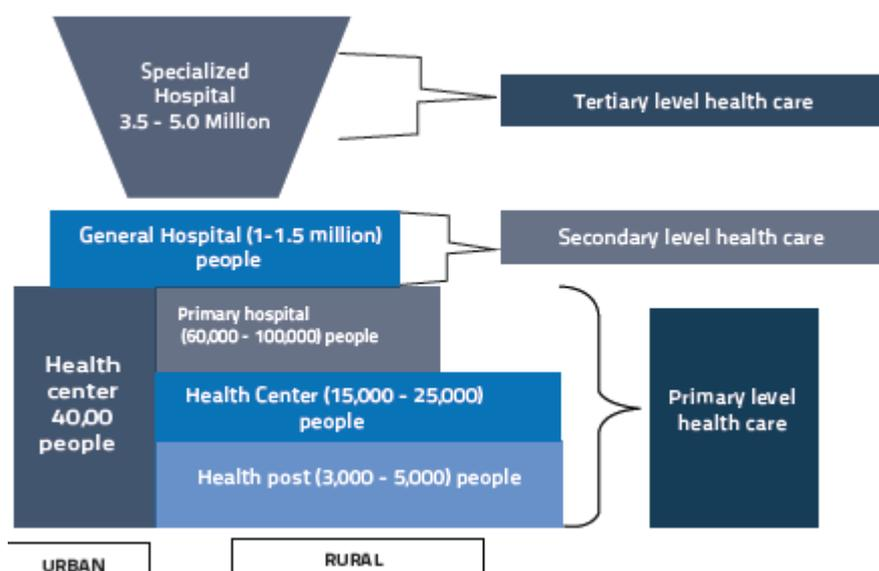 Specialized
Hospital
3.5 - 5.0 Million
Tertiary level health care
General Hospital (1-1.5 million)
people
Secondary level health care
Primary hospital
(60,000 - 100,000) people
Health
center
40,00
people
Health Center (15,000 - 25,000)
people
Primary level
health care
Health post (3,000 - 5,000) people
URBAN
RURAL